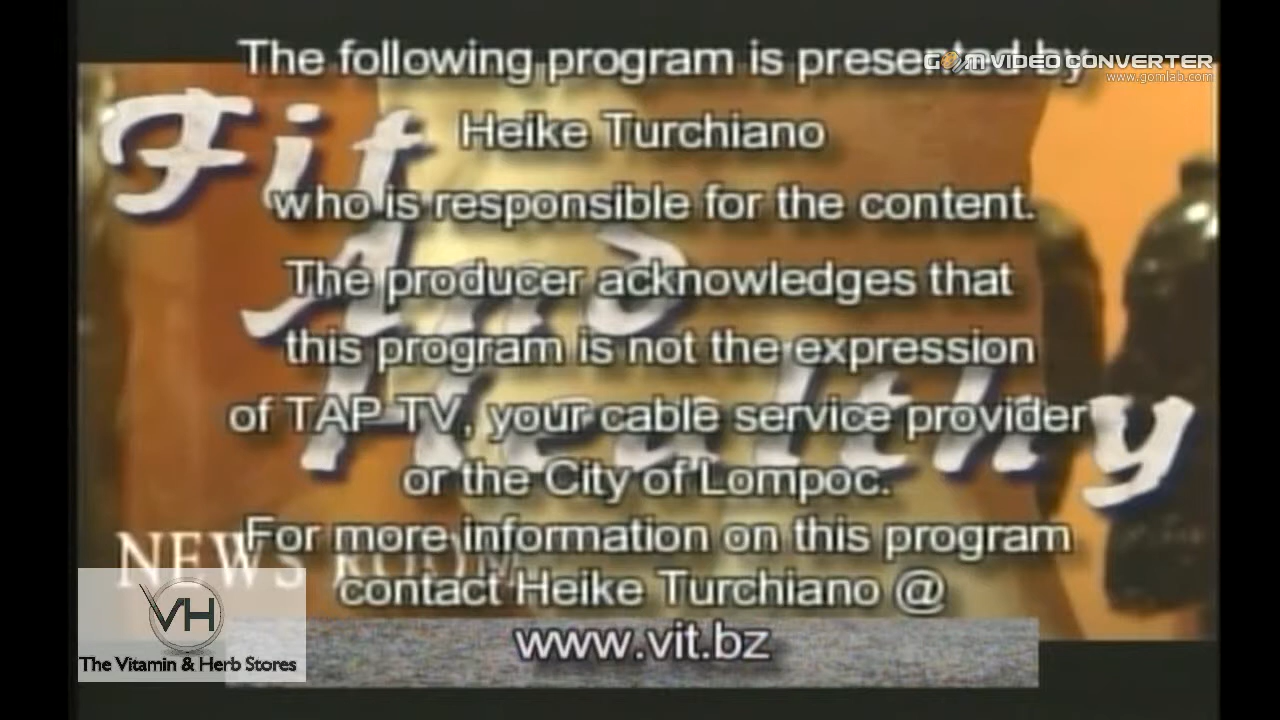 The following program is presented by
GOM VIDEO CONVERTER
www.gomlab.com
Heike Turchiano
who is responsible for the content.
The producer acknowledges that
this program is not the expression
of TAP TV, your cable service provider
or the City of Lompoc.
For more information on this program
contact Heike Turchiano @
www.vit.bz
Fit
And
Healthy
NEWS ROOM
VH
The Vitamin & Herb Stores